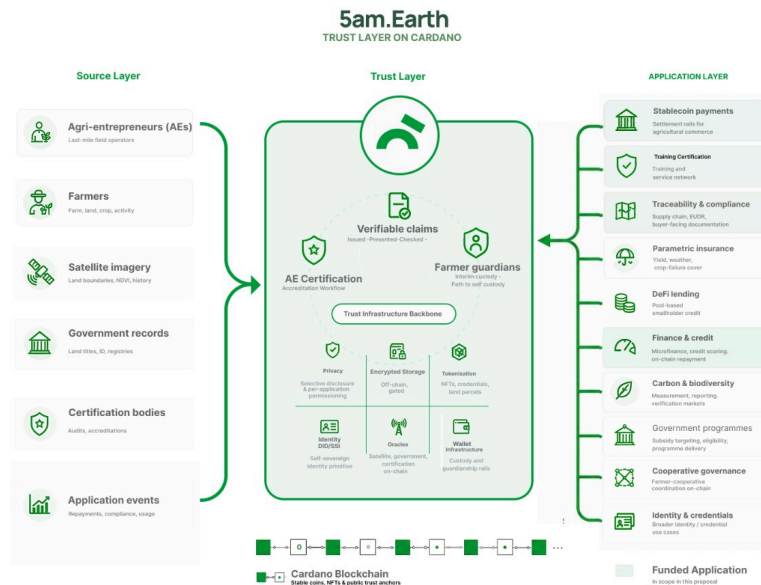 5am.Earth
TRUST LAYER ON CARDANO
Source Layer
Agri-entrepreneurs (AEs)
Last-mile field operators
Farmers
Farm, land, crop, activity
Satellite imagery
Land boundaries, NDVI, history
Government records
Land titles, ID, registries
Certification bodies
Audits, accreditations
Application events
Repayments, compliance, usage
Trust Layer
Verifiable claims
Issued -Presented-Checked -
AE Certification
Accreditation Workflow
Farmer guardians
Interim custody -
Path to self custody
Trust Infrastructure Backbone
Privacy
Selective disclosure
& per-application
permissioning
Encrypted Storage
Off-chain,
gated
Tokenisation
NFTs, credentials,
land parcels
Identity
DID/SSI
Self-sovereign
identity primitive
Oracles
Satellite, government,
certification
on-chain
Wallet
Infrastructure
Custody and
guardianship rails
APPLICATION LAYER
Stablecoin payments
Settlement rails for
agricultural commerce
Training Certification
Training and
service network
Traceability & compliance
Supply chain, EUDR,
buyer-facing documentation
Parametric insurance
Yield, weather,
crop-failure cover
DeFi lending
Pool-based
smallholder credit
Finance & credit
Microfinance, credit scoring,
on-chain repayment
Carbon & biodiversity
Measurement, reporting,
verification markets
Government programmes
Subsidy targeting, eligibility,
programme delivery
Cooperative governance
Farmer-cooperative
coordination on-chain
Identity & credentials
Broader identity / credential
use cases
Funded Application
In scope in this proposal
0
...
Cardano Blockchain
Stable coins, NFTs & public trust anchors